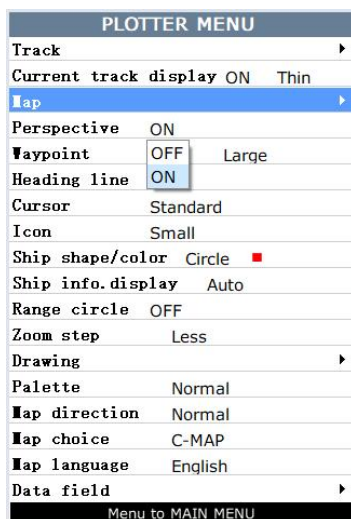 PLOTTER MENU
Track
Current track display ON Thin
Map
Perspective ON
Waypoint OFF Large
Heading line ON
Cursor Standard
Icon Small
Ship shape/color Circle
Ship info.display Auto
Range circle OFF
Zoom step Less
Drawing
Palette Normal
Map direction Normal
Map choice C-MAP
Map language English
Data field
Menu to MAIN MENU